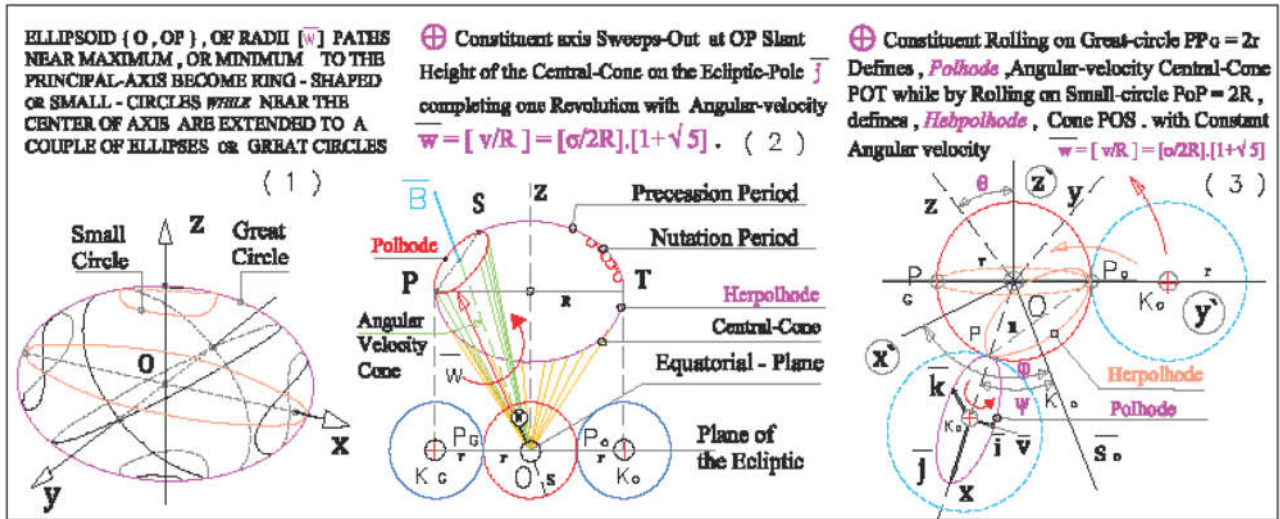 ELLIPSOID { O , OP } , OF RADII [w] PATHS
NEAR MAXIMUM , OR MINIMUM TO THE
PRINCIPAL-AXIS BECOME RING - SHAPED
OR SMALL - CIRCLES WHILE NEAR THE
CENTER OF AXIS ARE EXTENDED TO A
COUPLE OF ELLIPSES OR GREAT CIRCLES
( 1 )
Small
Circle
Z
Great
Circle
O
X
y
⊕ Constituent axis Sweeps-Out at OP Slant
Height of the Central-Cone on the Ecliptic-Pole j
completing one Revolution with Angular-velocity
w = [ v/R ] = [σ/2R].[1+√5] . ( 2 )
B
S
Z
Precession Period
Polhode
Nutation Period
P
T
Herpolhode
R
Angular
Velocity
Cone
Central-Cone
W
Equatorial - Plane
PG
Po
Plane of
the Ecliptic
r
r
r
KG
O
S
Ko
⊕ Constituent Rolling on Great-circle PPG = 2r
Defines , Polhode , Angular-velocity Central-Cone
POT while by Rolling on Small-circle PoP = 2R ,
defines , Hebpolhode , Cone POS . with Constant
Angular velocity w = [ v/R ] = [σ/2R].[1+√5]
( 3 )
θ
z`
z
y
P
G
r
Po
r
O
Ko
y`
x`
P
φ
Herpolhode
k
ψ
Ko
Polhode
i
v
so
j
x